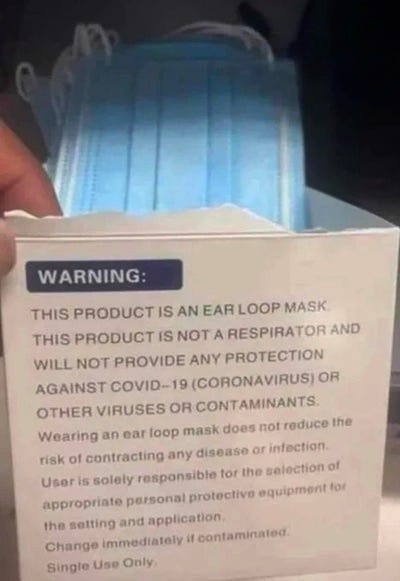 WARNING:
THIS PRODUCT IS AN EAR LOOP MASK.
THIS PRODUCT IS NOT A RESPIRATOR AND
WILL NOT PROVIDE ANY PROTECTION
AGAINST COVID-19 (CORONAVIRUS) OR
OTHER VIRUSES OR CONTAMINANTS.
Wearing an ear loop mask does not reduce the
risk of contracting any disease or infection.
User is solely responsible for the selection of
appropriate personal protective equipment for
the setting and application.
Change immediately if contaminated.
Single Use Only.